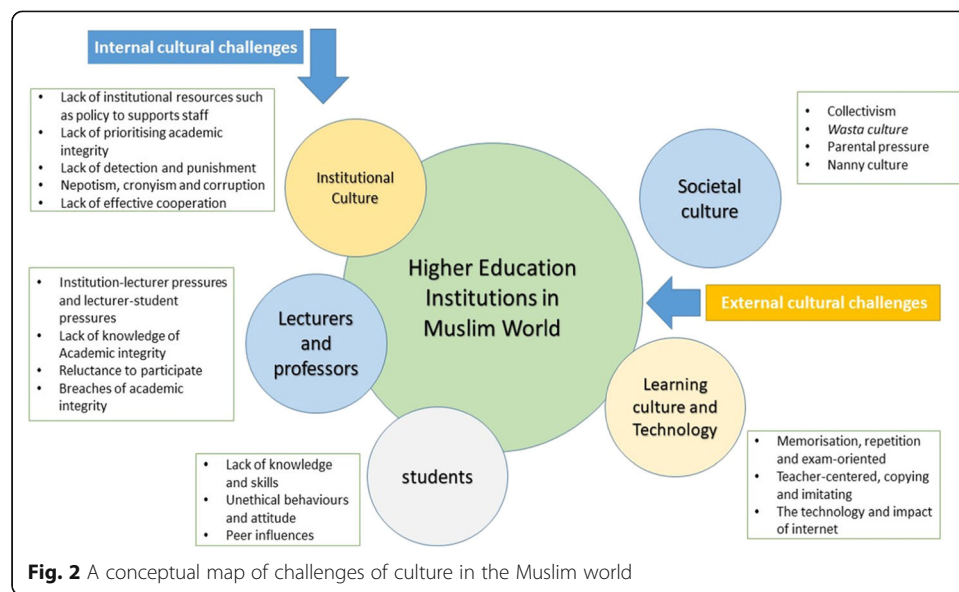 Internal cultural challenges
• Lack of institutional resources such
as policy to supports staff
• Lack of prioritising academic
integrity
• Lack of detection and punishment
• Nepotism, cronyism and corruption
• Lack of effective cooperation
Institutional
Culture
• Collectivism
• Wasta culture
• Parental pressure
• Nanny culture
Societal
culture
Higher Education
Institutions in
Muslim World
External cultural challenges
• Institution-lecturer pressures
and lecturer-student
pressures
• Lack of knowledge of
Academic integrity
• Reluctance to participate
• Breaches of academic
integrity
Lecturers
and
professors
Learning
culture and
Technology
• Memorisation, repetition
and exam-oriented
• Teacher-centered, copying
and imitating
• The technology and impact
of internet
• Lack of knowledge
and skills
• Unethical behaviours
and attitude
• Peer influences
students
Fig. 2 A conceptual map of challenges of culture in the Muslim world